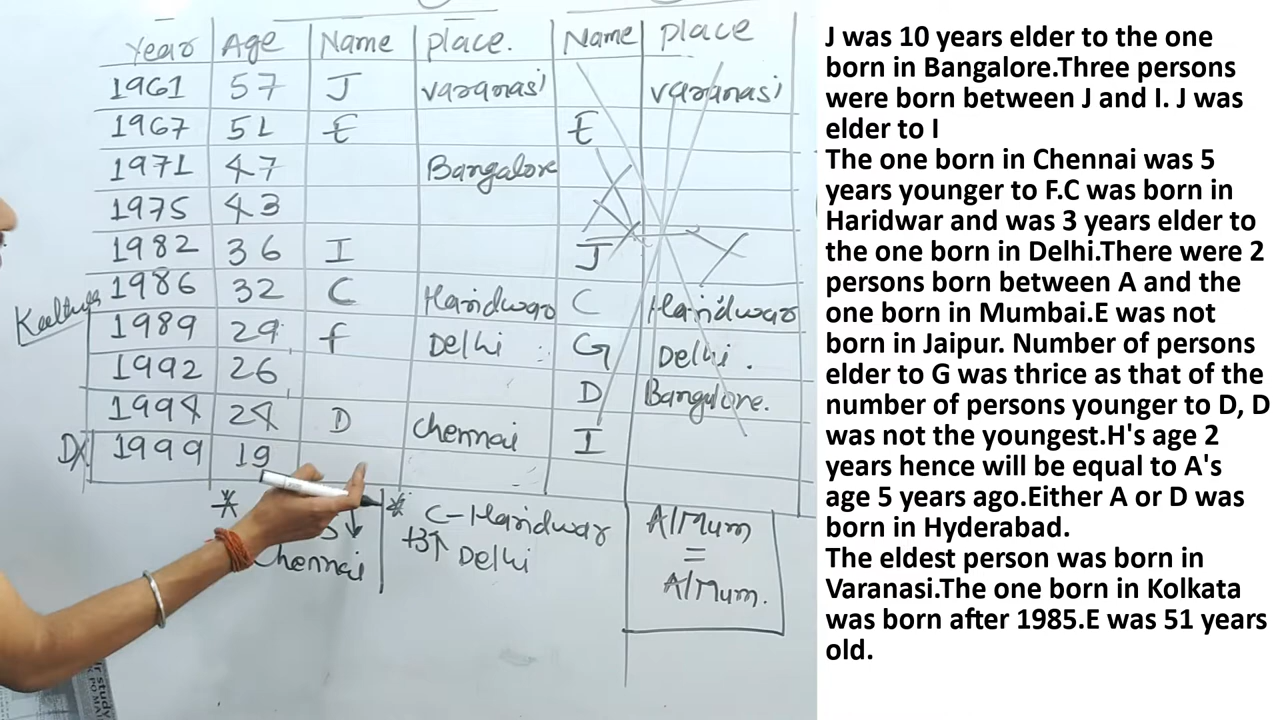 Year Age Name place. Name place
1961 57 J varanasi varanasi
1967 51 E E
1971 47 Bangalore
1975 43
1982 36 I J
1986 32 C Haridwar C Haridwar
1989 29 f Delhi G Delhi.
1992 26 D Bangalore.
1994 24 D chennai I
D 1999 19
Chennai
C-Haridwar
+3↑ Delhi
A/Mum
=
A/Mum.
J was 10 years elder to the one
born in Bangalore.Three persons
were born between J and I. J was
elder to I
The one born in Chennai was 5
years younger to F.C was born in
Haridwar and was 3 years elder to
the one born in Delhi.There were 2
persons born between A and the
one born in Mumbai.E was not
born in Jaipur. Number of persons
elder to G was thrice as that of the
number of persons younger to D, D
was not the youngest.H's age 2
years hence will be equal to A's
age 5 years ago.Either A or D was
born in Hyderabad.
The eldest person was born in
Varanasi.The one born in Kolkata
was born after 1985.E was 51 years
old.